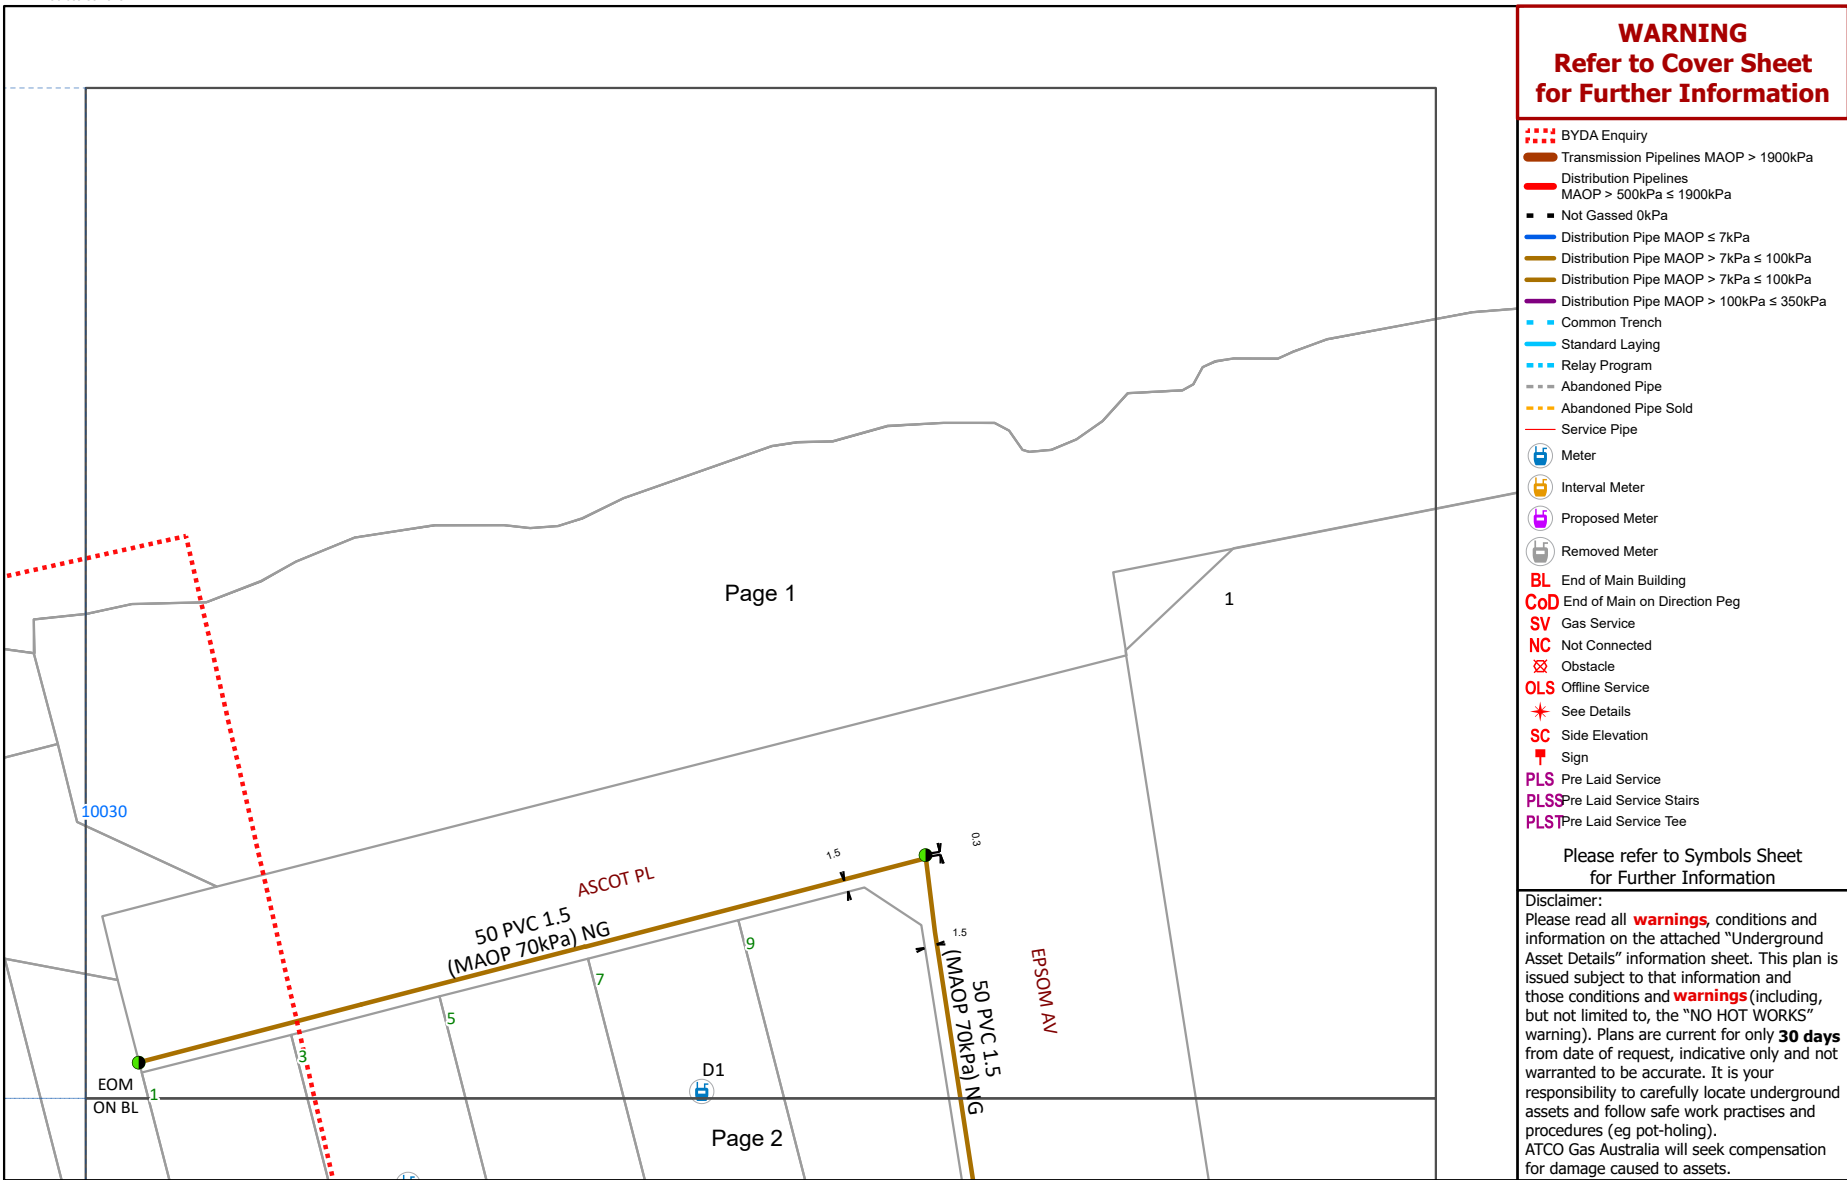 WARNING
Refer to Cover Sheet
for Further Information
BYDA Enquiry
Transmission Pipelines MAOP > 1900kPa
Distribution Pipelines
MAOP > 500kPa ≤ 1900kPa
Not Gassed 0kPa
Distribution Pipe MAOP ≤ 7kPa
Distribution Pipe MAOP > 7kPa ≤ 100kPa
Distribution Pipe MAOP > 7kPa ≤ 100kPa
Distribution Pipe MAOP > 100kPa ≤ 350kPa
Common Trench
Standard Laying
Relay Program
Abandoned Pipe
Abandoned Pipe Sold
Service Pipe
Meter
Interval Meter
Proposed Meter
Removed Meter
BL End of Main Building
CoD End of Main on Direction Peg
SV Gas Service
NC Not Connected
Obstacle
OLS Offline Service
See Details
SC Side Elevation
Sign
PLS Pre Laid Service
PLSS Pre Laid Service Stairs
PLST Pre Laid Service Tee
Please refer to Symbols Sheet
for Further Information
Disclaimer:
Please read all warnings, conditions and
information on the attached “Underground
Asset Details” information sheet. This plan is
issued subject to that information and
those conditions and warnings (including,
but not limited to, the “NO HOT WORKS”
warning). Plans are current for only 30 days
from date of request, indicative only and not
warranted to be accurate. It is your
responsibility to carefully locate underground
assets and follow safe work practises and
procedures (eg pot-holing).
ATCO Gas Australia will seek compensation
for damage caused to assets.
Page 1
1
10030
ASCOT PL
50 PVC 1.5
(MAOP 70kPa) NG
1.5
0.3
1.5
EPSOM AV
50 PVC 1.5
(MAOP 70kPa) NG
9
7
5
3
1
EOM
ON BL
D1
Page 2